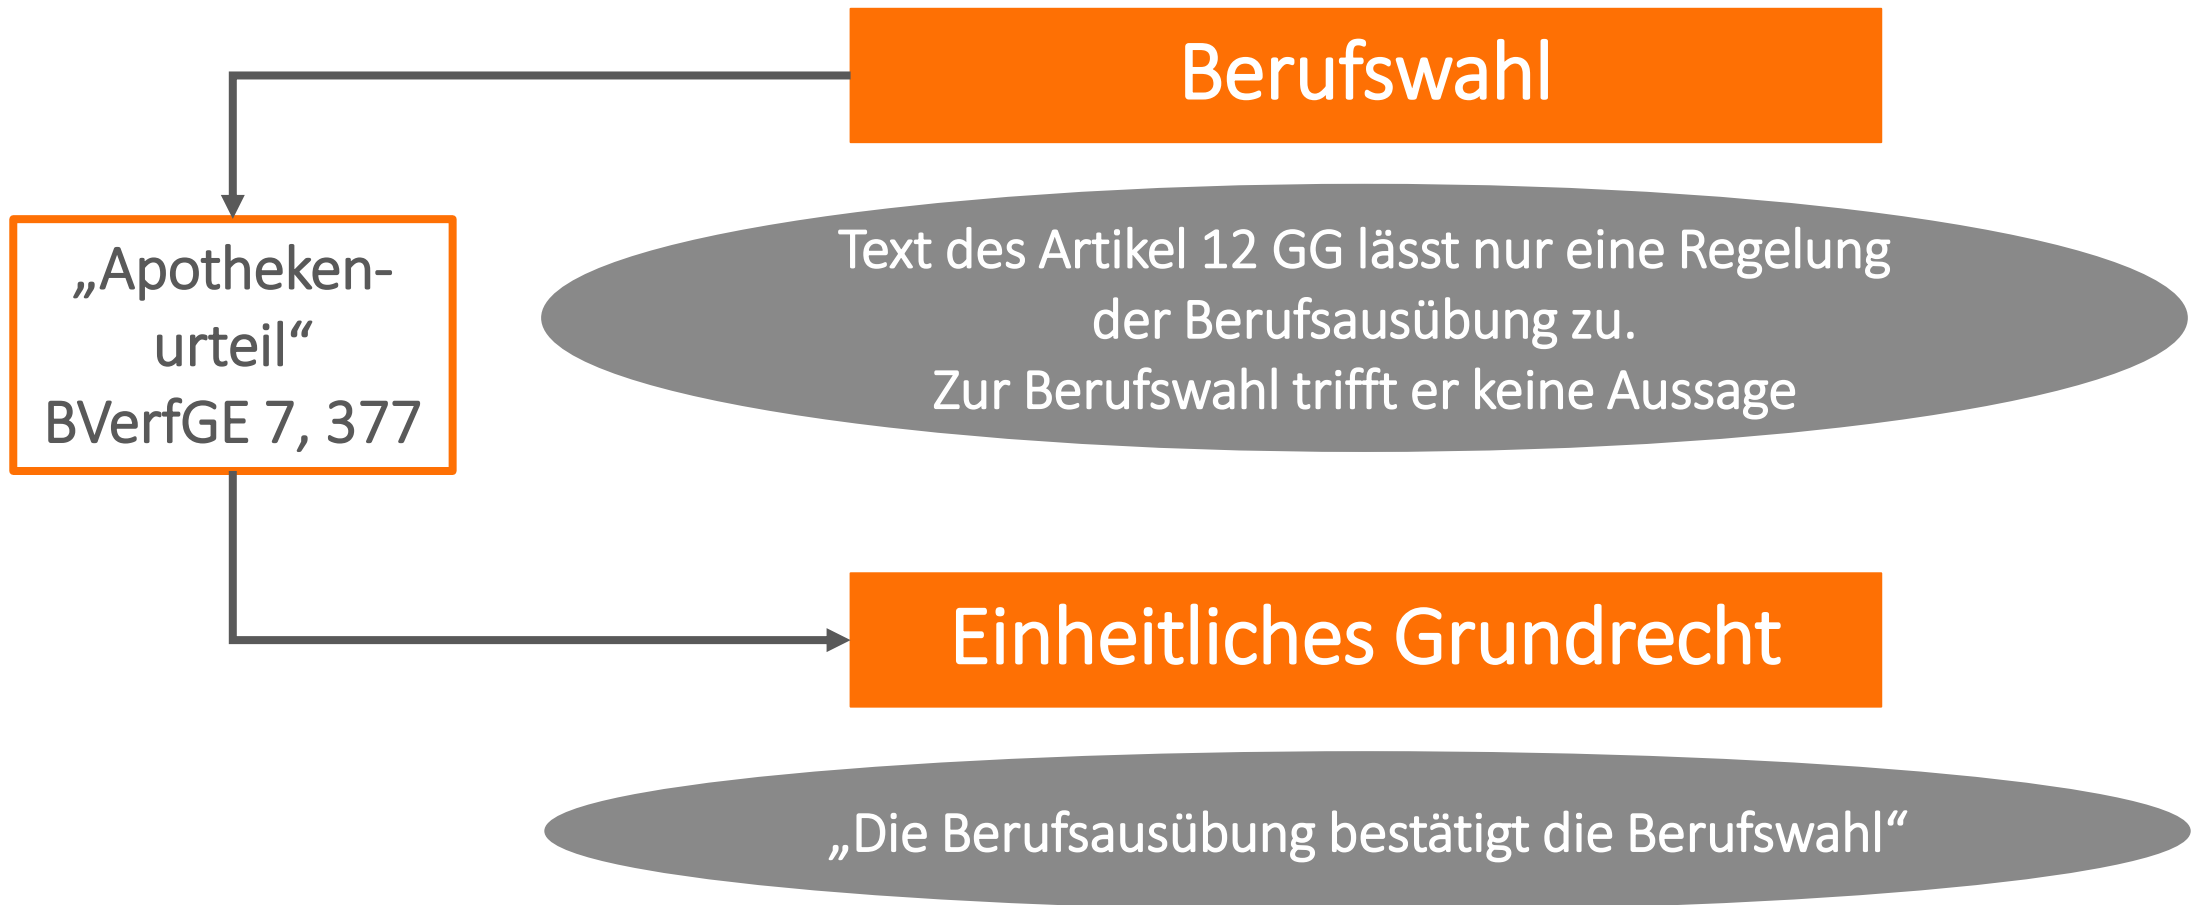 Berufswahl
„Apotheken-
urteil“
BVerfGE 7, 377
Text des Artikel 12 GG lässt nur eine Regelung
der Berufsausübung zu.
Zur Berufswahl trifft er keine Aussage
Einheitliches Grundrecht
„Die Berufsausübung bestätigt die Berufswahl“